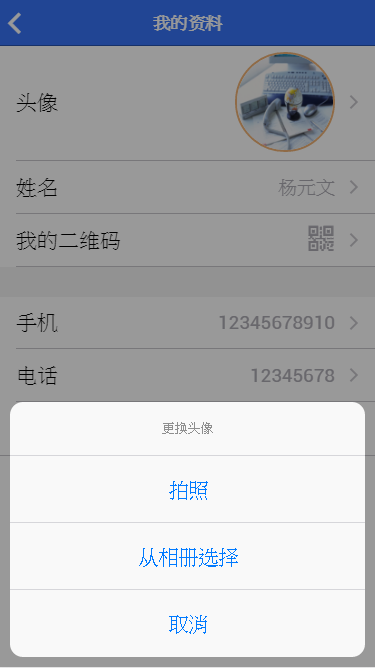 我的资料
头像
姓名 杨元文
我的二维码
手机 12345678910
电话 12345678
更换头像
拍照
从相册选择
取消